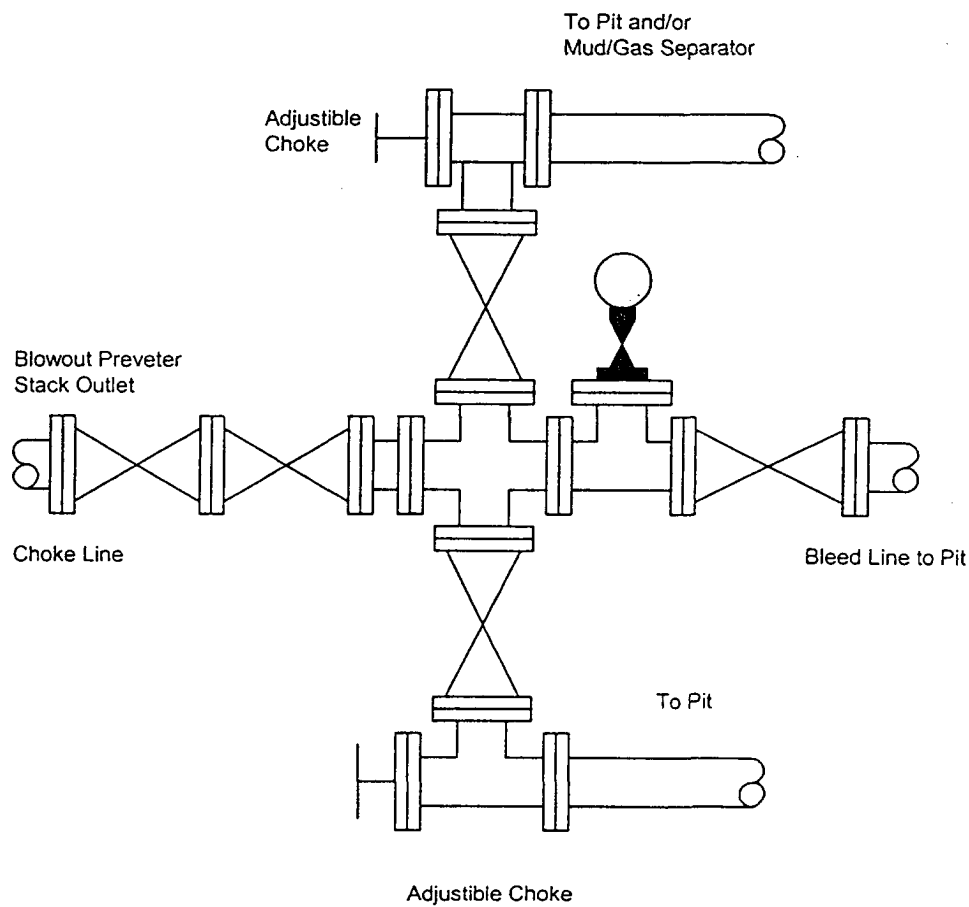 To Pit and/or
Mud/Gas Separator
Adjustible
Choke
Blowout Preveter
Stack Outlet
Choke Line
Bleed Line to Pit
To Pit
Adjustible Choke